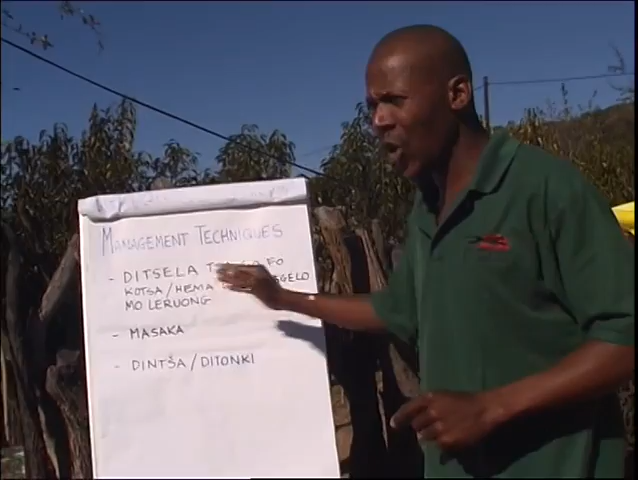 MANAGEMENT TECHNIQUES
- DITSELA FO
KOTSA/HEMA
MO LERUONG
- MASAKA
- DINTŠA/DITONKI